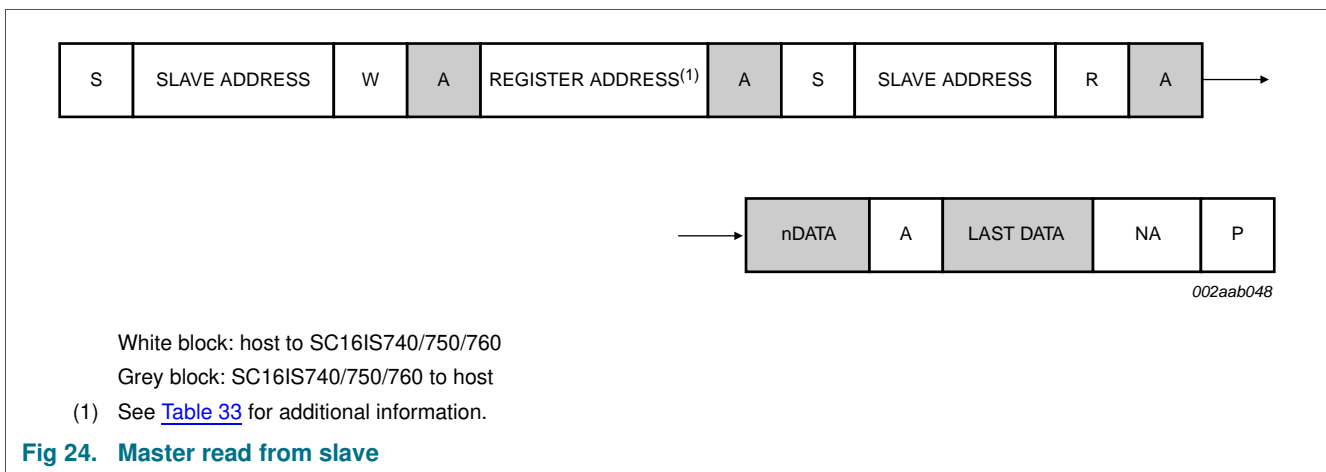 S SLAVE ADDRESS W A REGISTER ADDRESS(1) A S SLAVE ADDRESS R A
nDATA A LAST DATA NA P
002aab048
White block: host to SC16IS740/750/760
Grey block: SC16IS740/750/760 to host
(1) See Table 33 for additional information.
Fig 24. Master read from slave